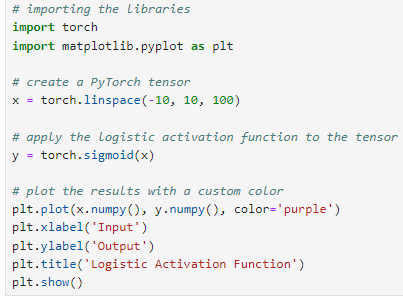 # importing the libraries
import torch
import matplotlib.pyplot as plt

# create a PyTorch tensor
x = torch.linspace(-10, 10, 100)

# apply the logistic activation function to the tensor
y = torch.sigmoid(x)

# plot the results with a custom color
plt.plot(x.numpy(), y.numpy(), color='purple')
plt.xlabel('Input')
plt.ylabel('Output')
plt.title('Logistic Activation Function')
plt.show()